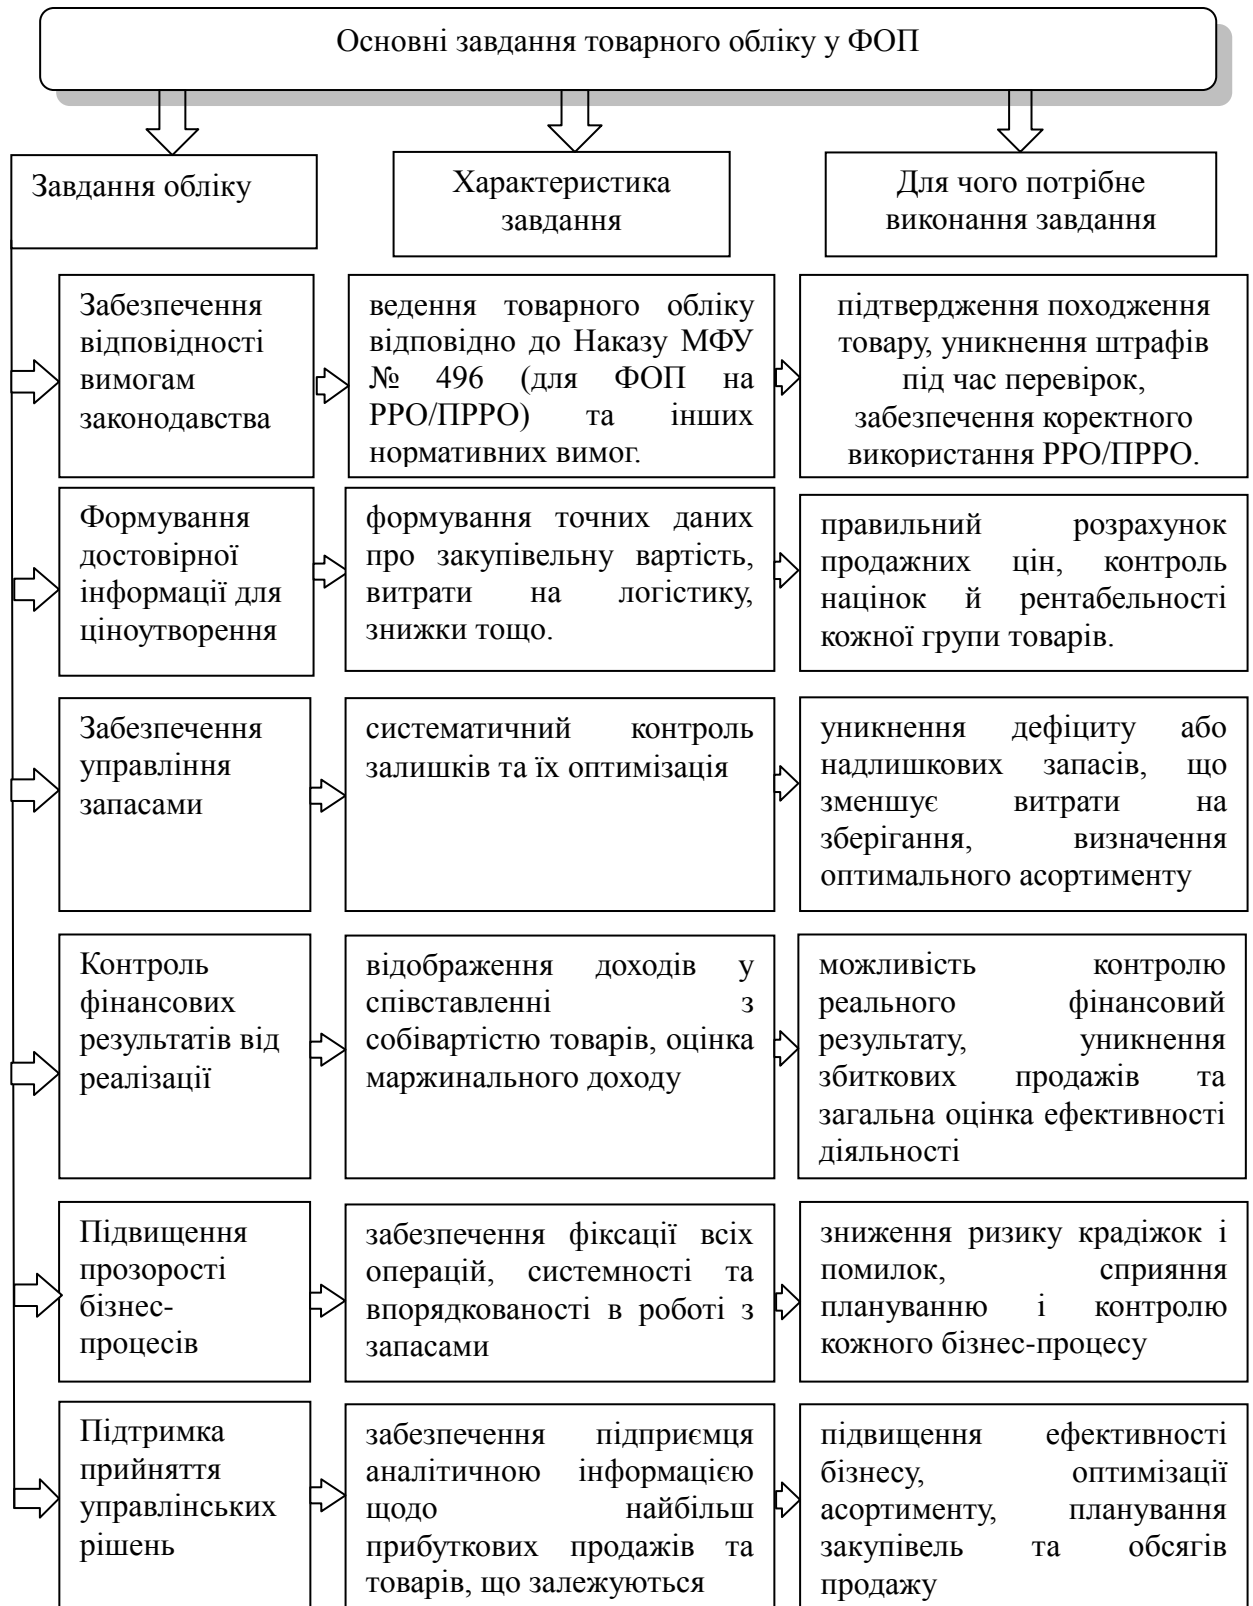 Основні завдання товарного обліку у ФОП
Завдання обліку
Характеристика
завдання
Для чого потрібне
виконання завдання
Забезпечення
відповідності
вимогам
законодавства
ведення товарного обліку
відповідно до Наказу МФУ
№ 496 (для ФОП на
РРО/ПРРО) та інших
нормативних вимог.
підтвердження походження
товару, уникнення штрафів
під час перевірок,
забезпечення коректного
використання РРО/ПРРО.
Формування
достовірної
інформації для
ціноутворення
формування точних даних
про закупівельну вартість,
витрати на логістику,
знижки тощо.
правильний розрахунок
продажних цін, контроль
націнок й рентабельності
кожної групи товарів.
Забезпечення
управління
запасами
систематичний контроль
залишків та їх оптимізація
уникнення дефіциту або
надлишкових запасів, що
зменшує витрати на
зберігання, визначення
оптимального асортименту
Контроль
фінансових
результатів від
реалізації
відображення доходів у
співставленні з
собівартістю товарів, оцінка
маржинального доходу
можливість контролю
реального фінансовий
результату, уникнення
збиткових продажів та
загальна оцінка ефективності
діяльності
Підвищення
прозорості
бізнес-
процесів
забезпечення фіксації всіх
операцій, системності та
впорядкованості в роботі з
запасами
зниження ризику крадіжок і
помилок, сприяння
плануванню і контролю
кожного бізнес-процесу
Підтримка
прийняття
управлінських
рішень
забезпечення підприємця
аналітичною інформацією
щодо найбільш
прибуткових продажів та
товарів, що залежуються
підвищення ефективності
бізнесу, оптимізації
асортименту, планування
закупівель та обсягів
продажу